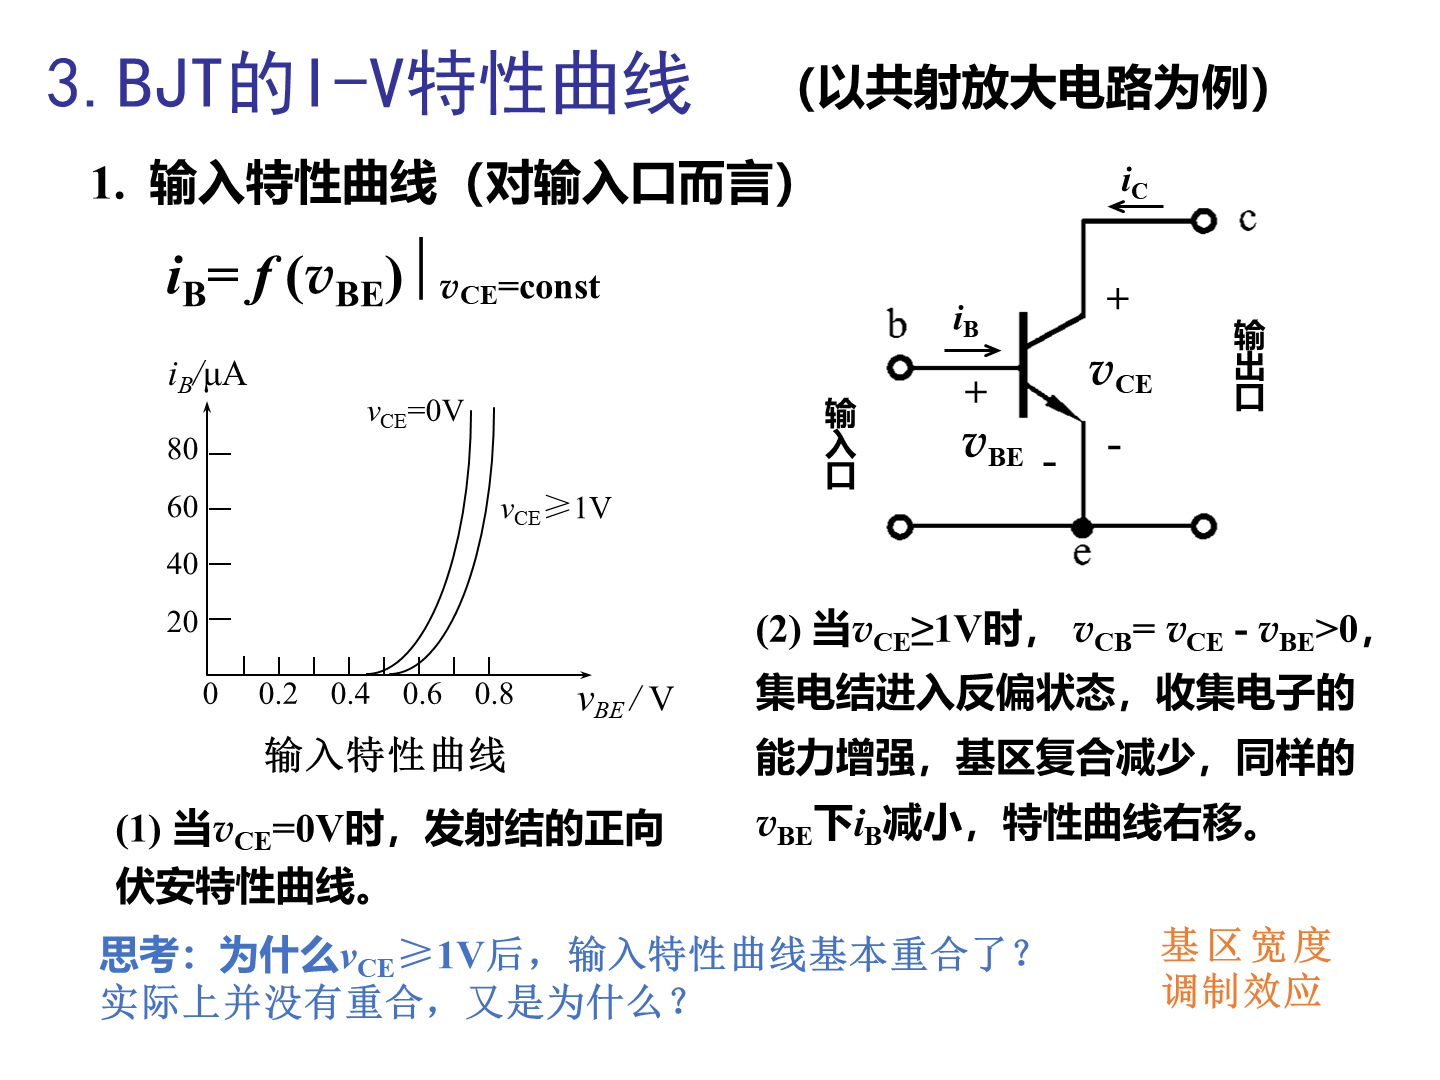 3.BJT的I-V特性曲线
(以共射放大电路为例)
1. 输入特性曲线（对输入口而言）
iB= f (vBE) | vCE=const
iB/μA
vCE=0V
80
60
vCE≥1V
40
20
0 0.2 0.4 0.6 0.8 vBE / V
输入特性曲线
iC
c
+
b
iB
输出口
vCE
+
输入口
vBE
-
-
e
(1) 当vCE=0V时，发射结的正向
伏安特性曲线。
(2) 当vCE≥1V时， vCB= vCE - vBE>0，
集电结进入反偏状态，收集电子的
能力增强，基区复合减少，同样的
vBE下iB减小，特性曲线右移。
思考：为什么vCE≥1V后，输入特性曲线基本重合了？
实际上并没有重合，又是为什么？
基区宽度
调制效应